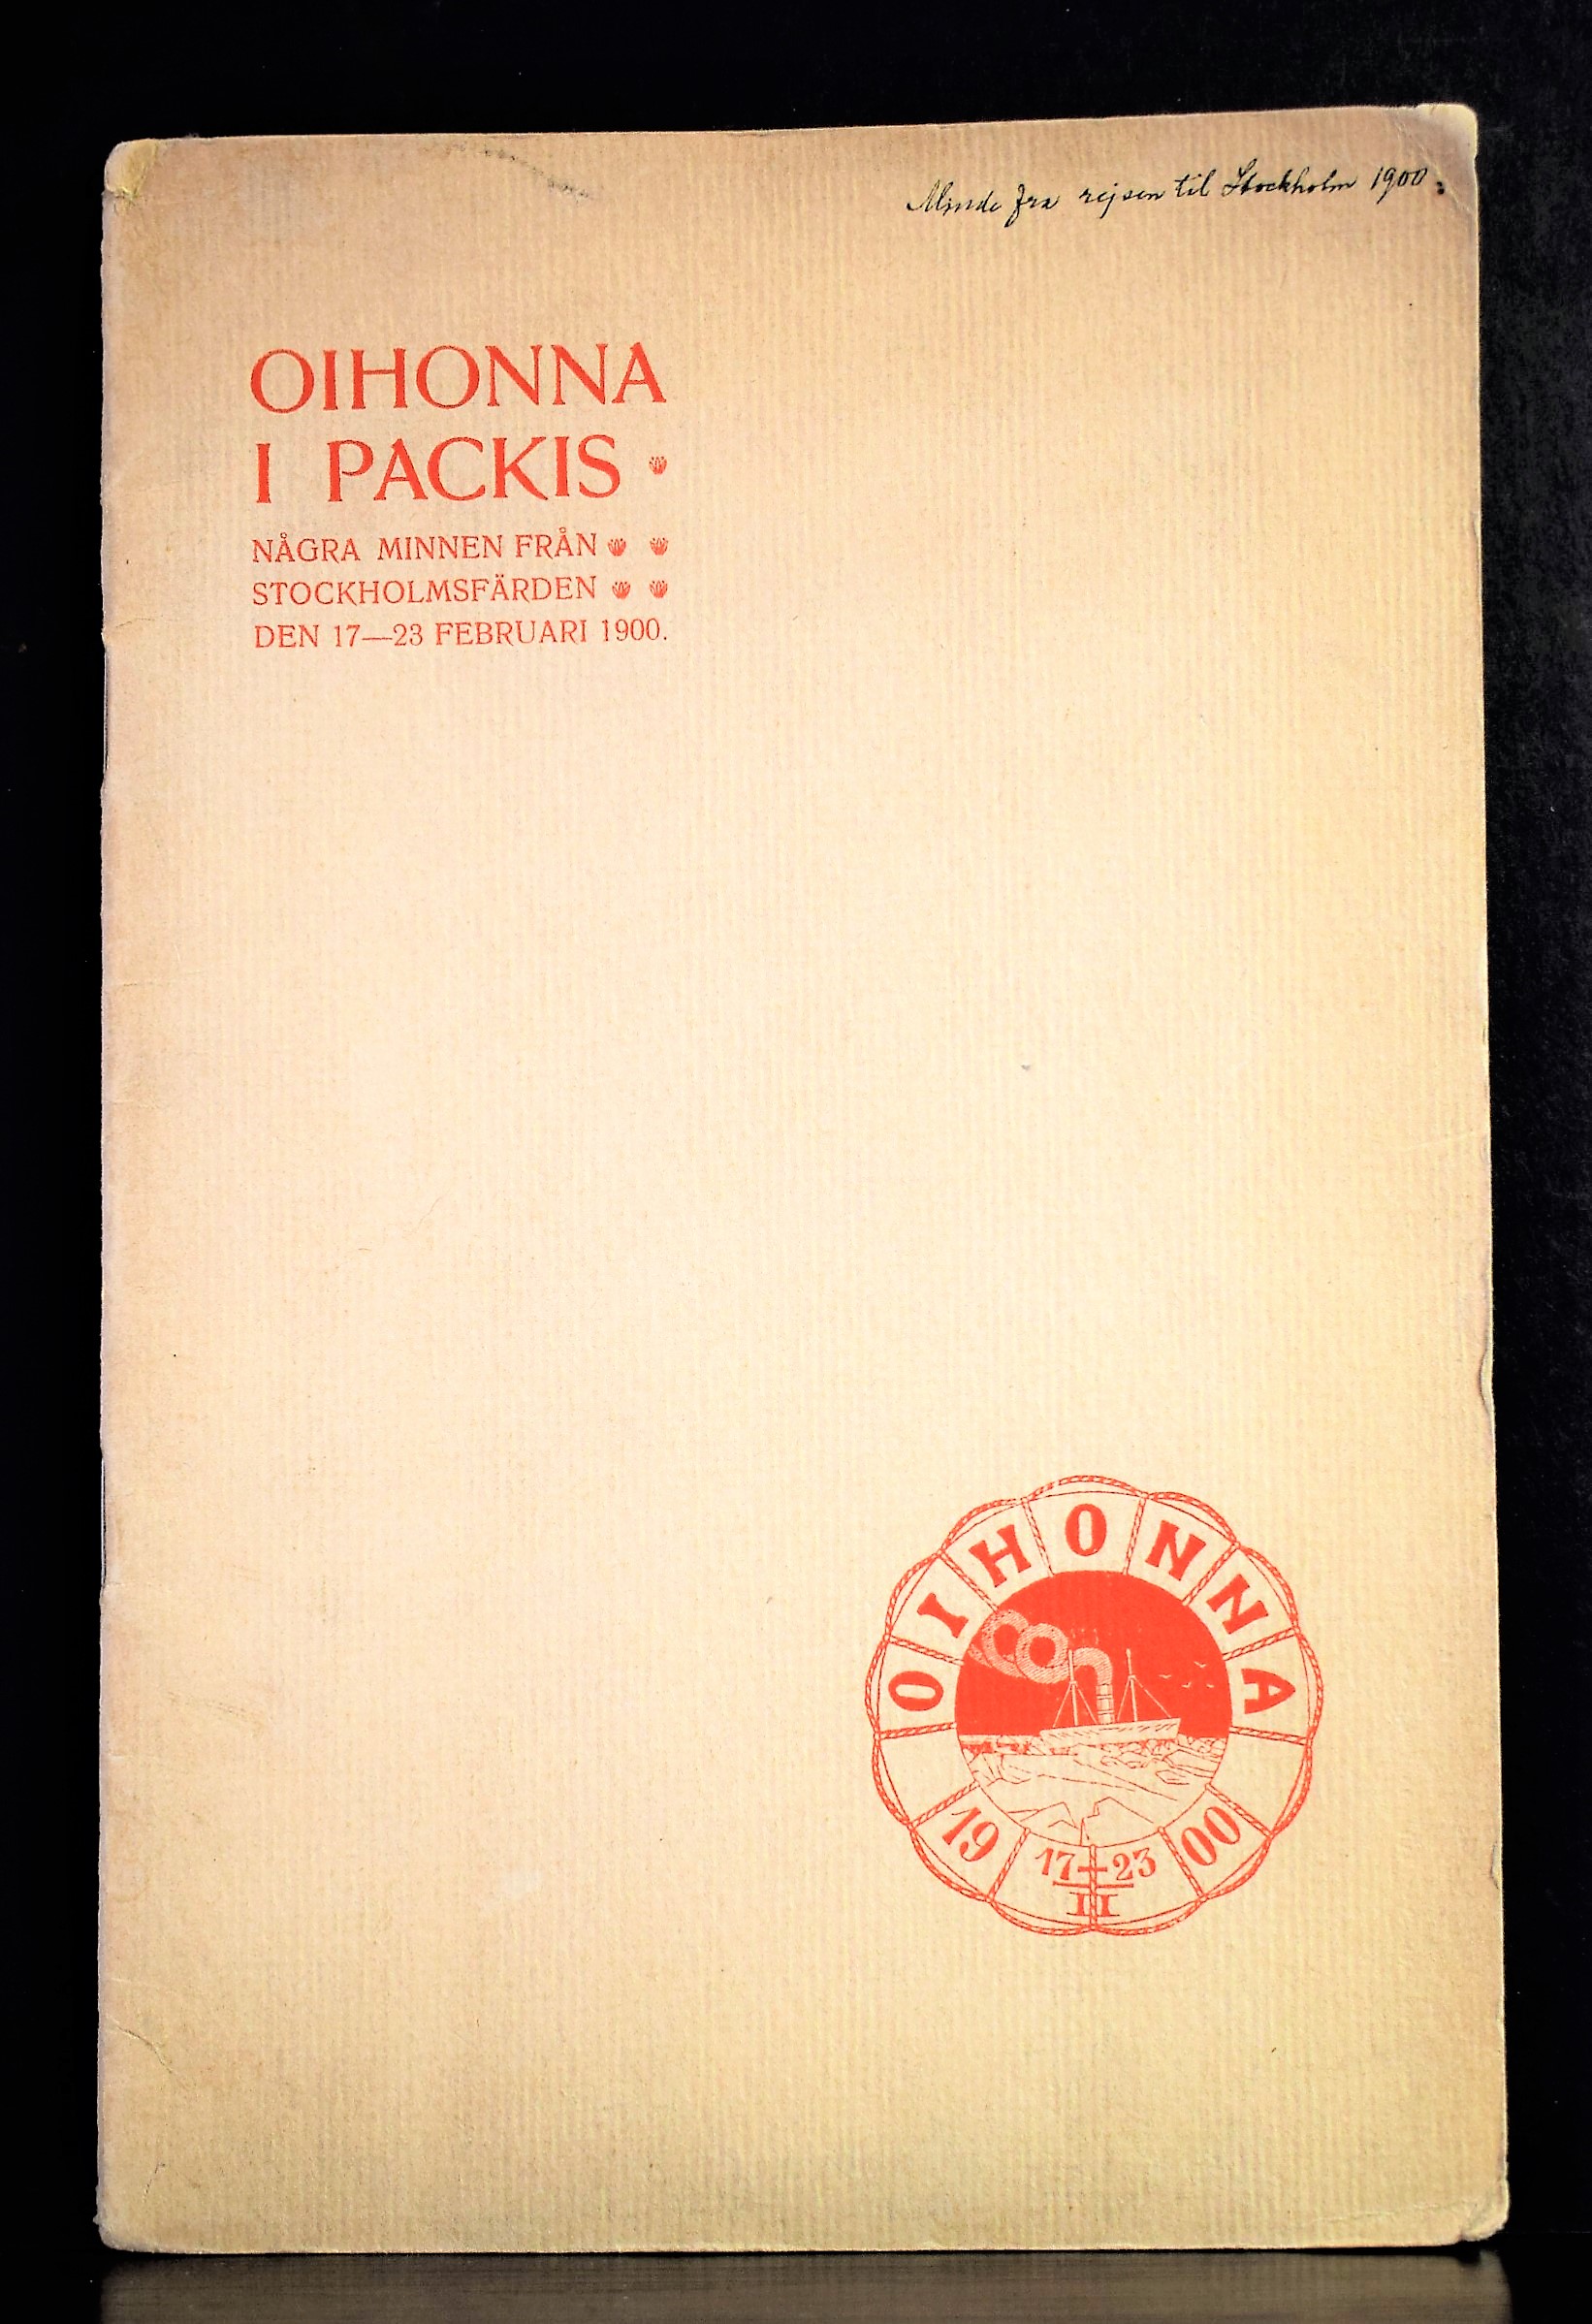 Minde fra rejsen til Stockholm 1900.
OIHONNA
I PACKIS
NÅGRA MINNEN FRÅN
STOCKHOLMSFÄRDEN
DEN 17—23 FEBRUARI 1900.
OIHONNA
19 17—23 00
II